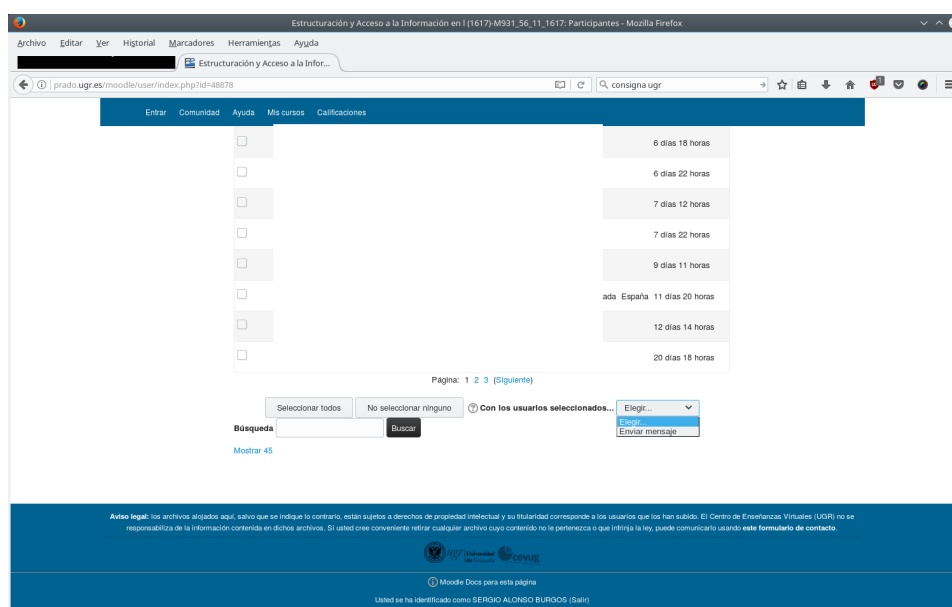 Estructuración y Acceso a la Información en I (1617)-M931_56_11_1617: Participantes - Mozilla Firefox
Archivo Editar Ver Historial Marcadores Herramientas Ayuda
Estructuración y Acceso a la Infor...
prado.ugr.es/moodle/user/index.php?id=48878
consigna ugr
1
Entrar Comunidad Ayuda Mis cursos Calificaciones
6 días 18 horas
6 días 22 horas
7 días 12 horas
7 días 22 horas
9 días 11 horas
ada España 11 días 20 horas
12 días 14 horas
20 días 18 horas
Página: 1 2 3 (Siguiente)
Seleccionar todos No seleccionar ninguno Con los usuarios seleccionados... Elegir...
Elegir...
Búsqueda Buscar
Enviar mensaje
Mostrar 45
Aviso legal: los archivos alojados aquí, salvo que se indique lo contrario, están sujetos a derechos de propiedad intelectual y su titularidad corresponde a los usuarios que los han subido. El Centro de Enseñanzas Virtuales (UGR) no se
responsabiliza de la información contenida en dichos archivos. Si usted cree conveniente retirar cualquier archivo cuyo contenido no le pertenezca o que infrinja la ley, puede comunicarlo usando este formulario de contacto.
ugr Universidad de Granada cevug
Moodle Docs para esta página
Usted se ha identificado como SERGIO ALONSO BURGOS (Salir)